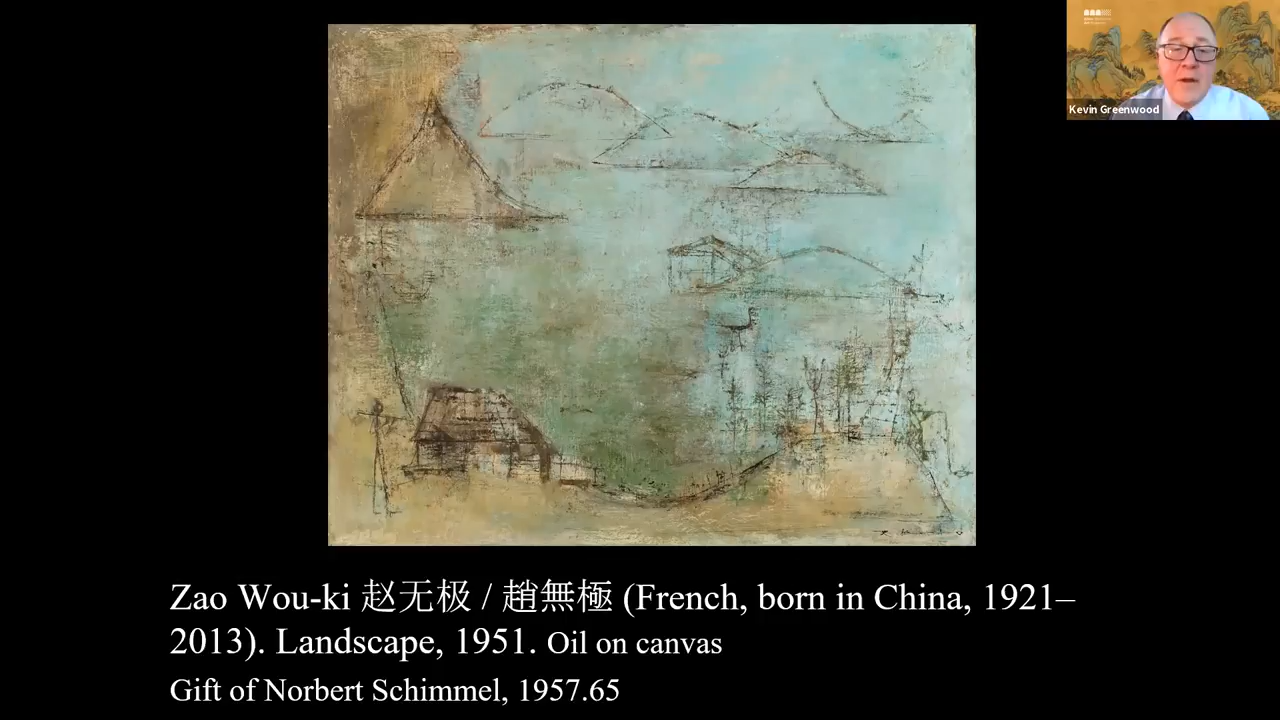 Kevin Greenwood
Zao Wou-ki 赵无极 / 趙無極 (French, born in China, 1921–
2013). Landscape, 1951. Oil on canvas
Gift of Norbert Schimmel, 1957.65